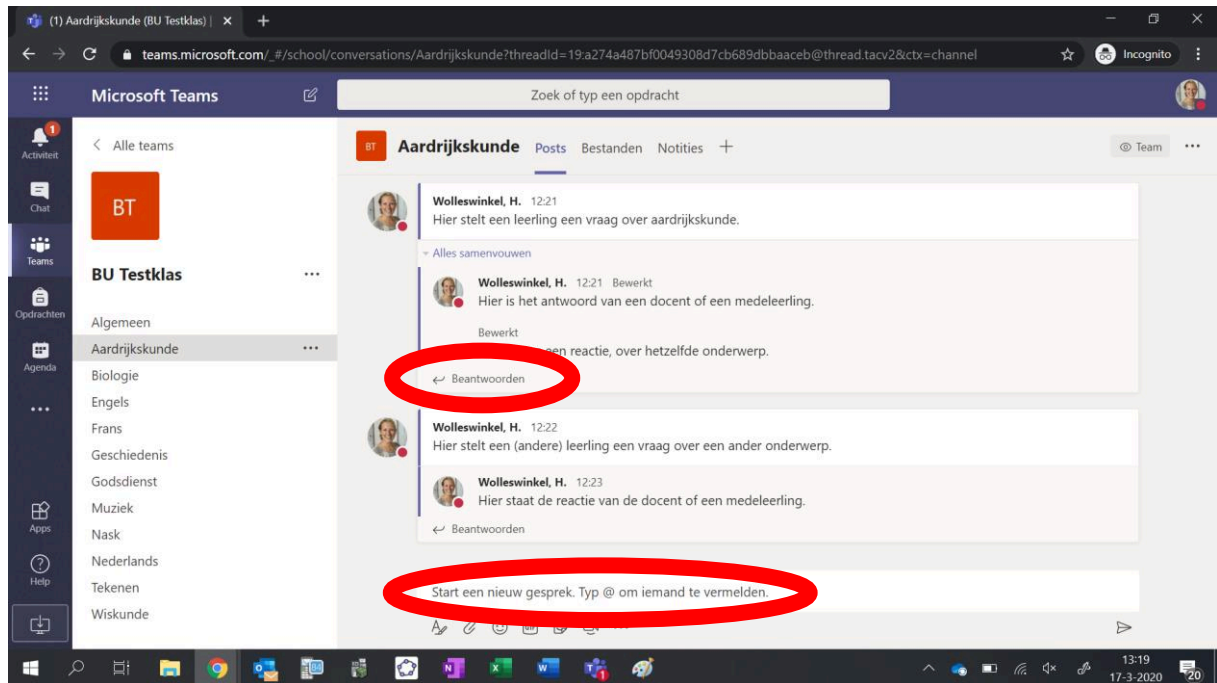 (1) Aardrijkskunde (BU Testklas) |
teams.microsoft.com/_#/school/conversations/Aardrijkskunde?threadId=19:a274a487bf0049308d7cb689dbbaaceb@thread.tacv2&ctx=channel
Incognito
Microsoft Teams
Zoek of typ een opdracht
1
Activiteit
Chat
Teams
Opdrachten
Agenda
Apps
Help
Alle teams
BT
BU Testklas
Algemeen
Aardrijkskunde
Biologie
Engels
Frans
Geschiedenis
Godsdienst
Muziek
Nask
Nederlands
Tekenen
Wiskunde
BT Aardrijkskunde Posts Bestanden Notities
Team
Wolleswinkel, H. 12:21
Hier stelt een leerling een vraag over aardrijkskunde.
Alles samenvouwen
Wolleswinkel, H. 12:21 Bewerkt
Hier is het antwoord van een docent of een medeleerling.
Bewerkt
een reactie, over hetzelfde onderwerp.
Beantwoorden
Wolleswinkel, H. 12:22
Hier stelt een (andere) leerling een vraag over een ander onderwerp.
Wolleswinkel, H. 12:23
Hier staat de reactie van de docent of een medeleerling.
Beantwoorden
Start een nieuw gesprek. Typ @ om iemand te vermelden.
13:19
17-3-2020
20